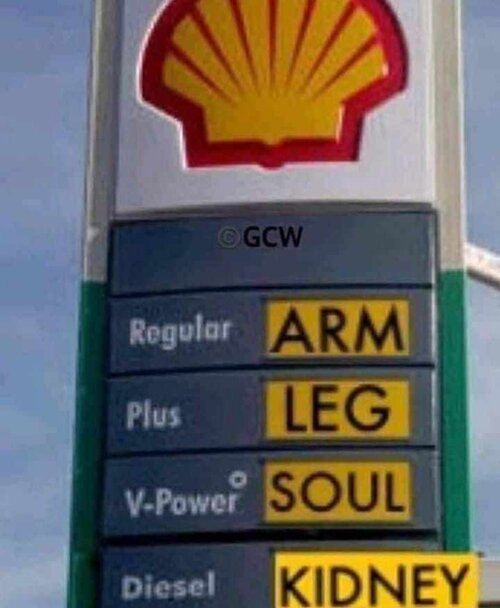 ©GCW
Regular ARM
Plus LEG
V-Power SOUL
Diesel KIDNEY